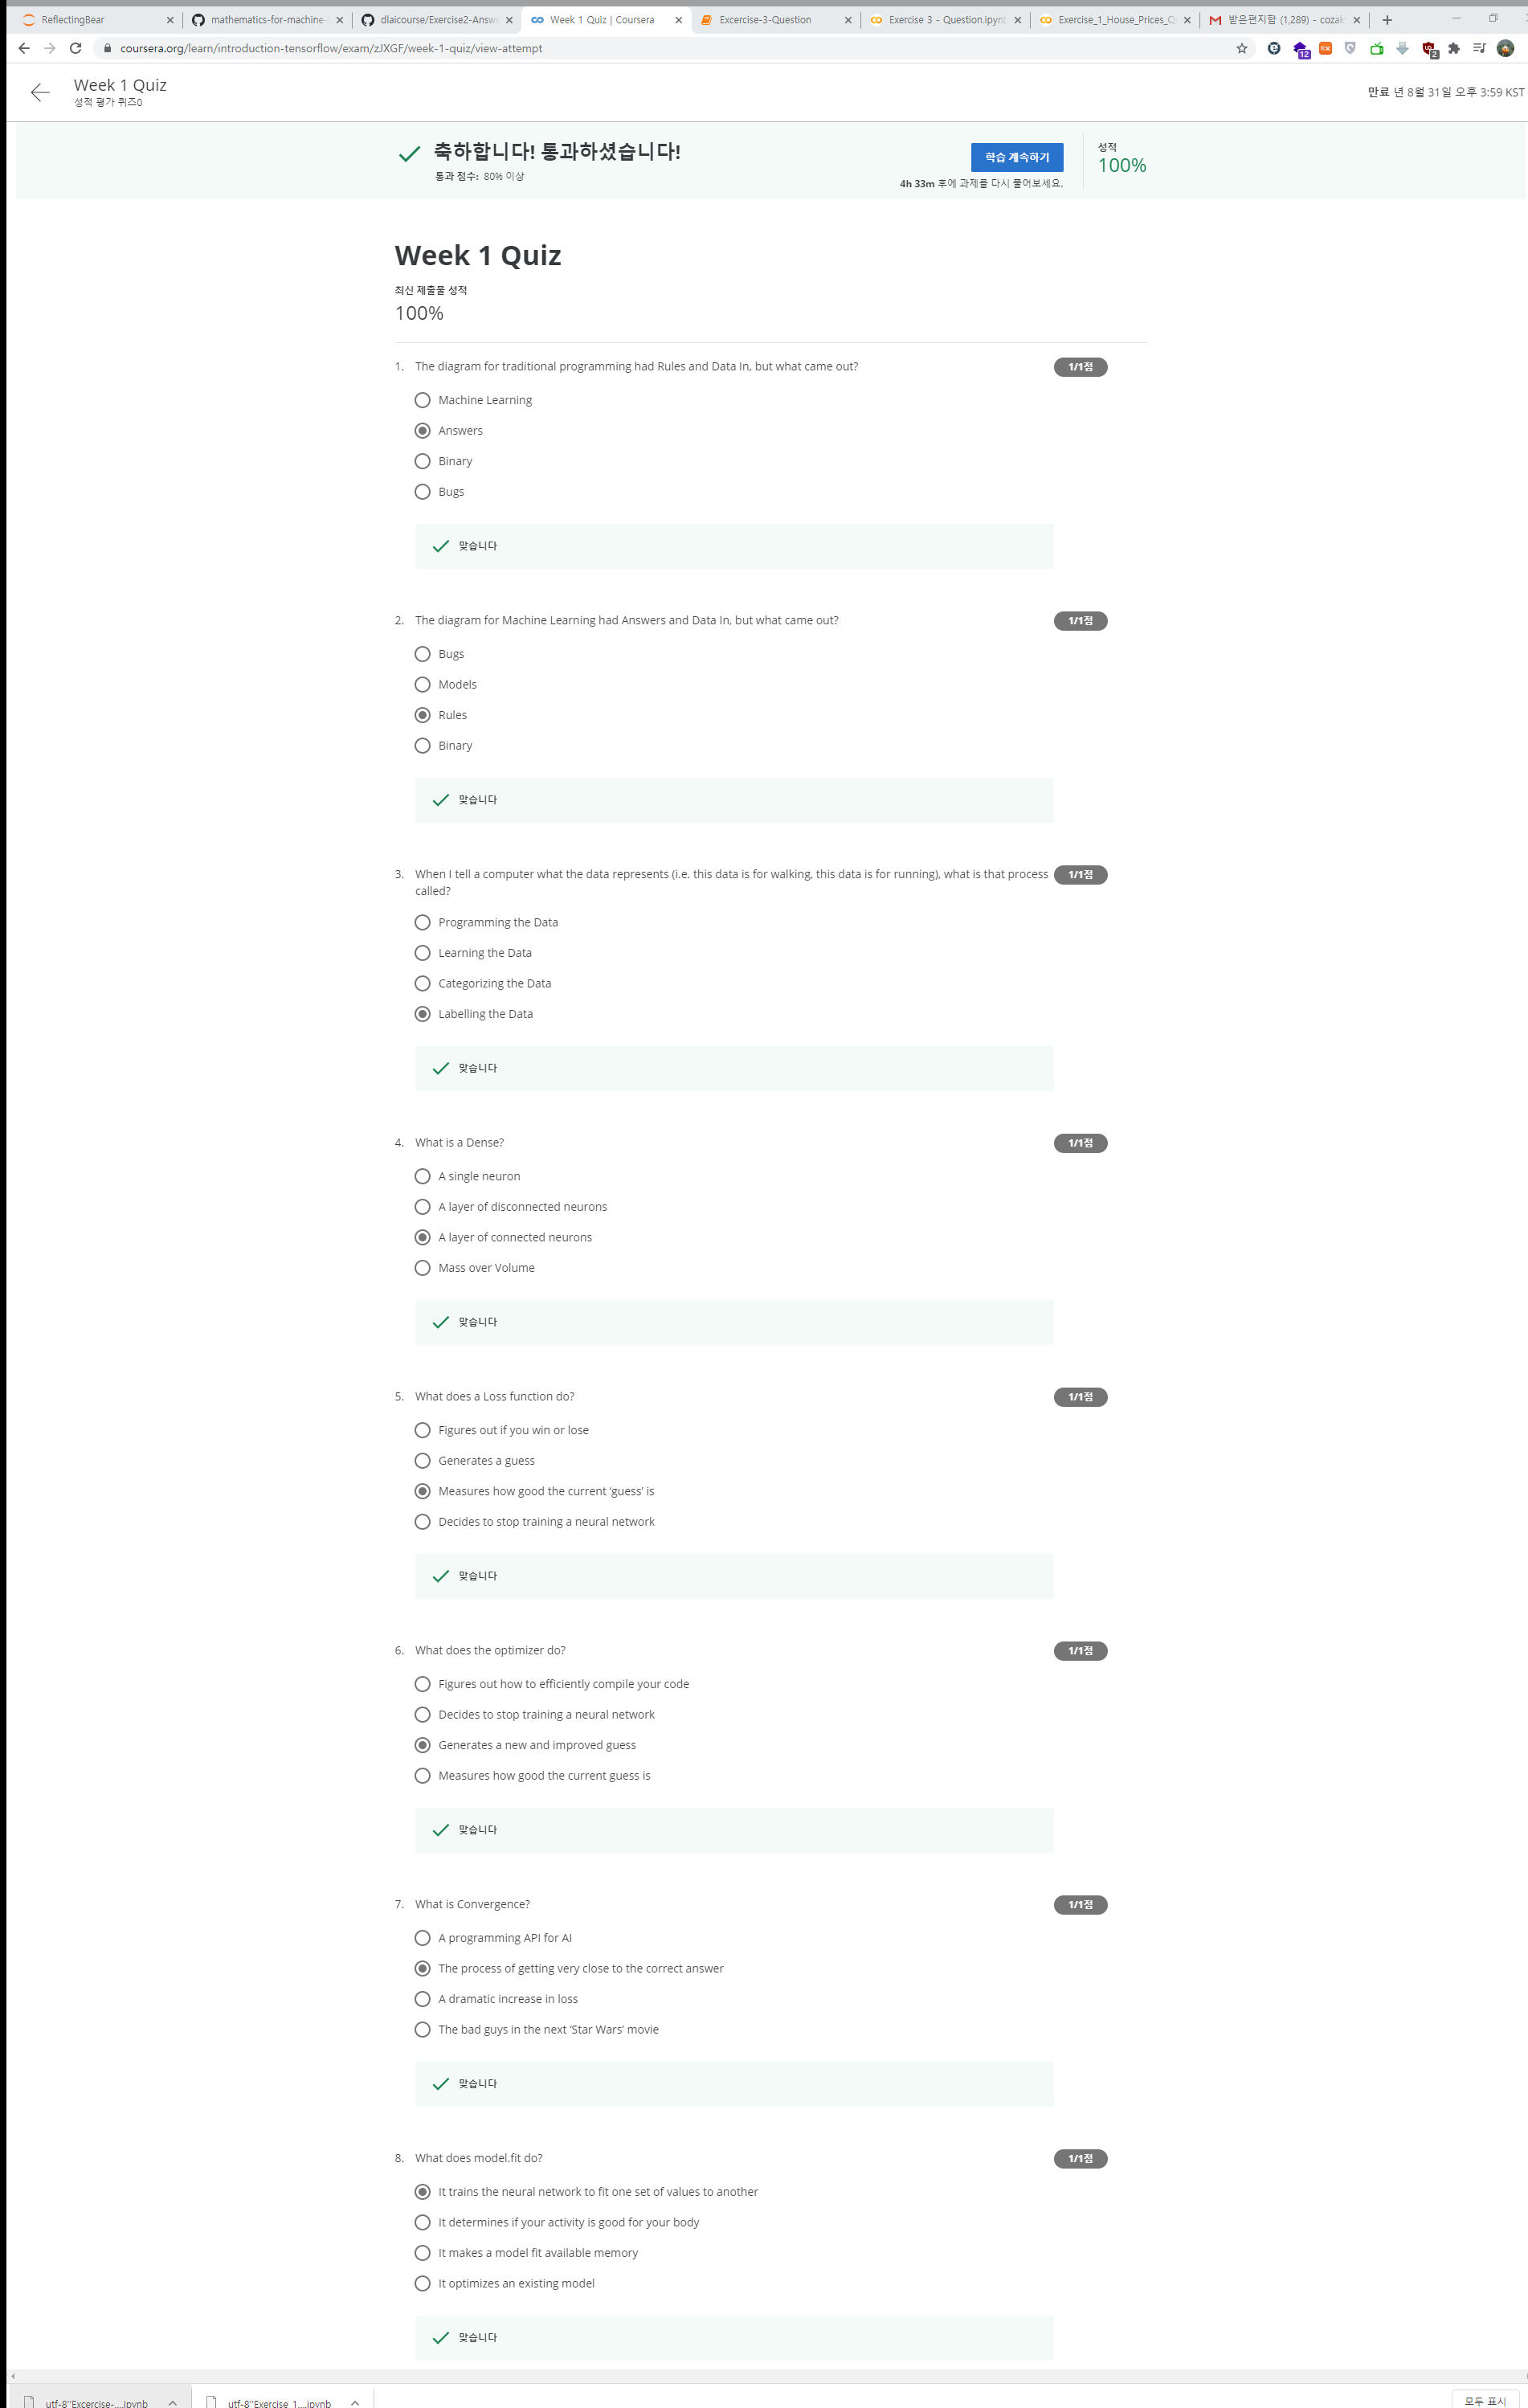 ReflectingBear
mathematics-for-machine-
dlaicourse/Exercise2-Answ
Week 1 Quiz | Coursera
Excercise-3-Question
Exercise 3 - Question.ipyn
Exercise_1_House_Prices_Q
받은편지함 (1,289) - coza
coursera.org/learn/introduction-tensorflow/exam/zJXGF/week-1-quiz/view-attempt
12
2
Week 1 Quiz
성적 평가 퀴즈0
만료 년 8월 31일 오후 3:59 KST
축하합니다! 통과하셨습니다!
통과 점수: 80% 이상
학습 계속하기
4h 33m 후에 과제를 다시 풀어보세요.
성적
100%
Week 1 Quiz
최신 제출물 성적
100%
1. The diagram for traditional programming had Rules and Data In, but what came out?
1/1점
Machine Learning
Answers
Binary
Bugs
맞습니다
2. The diagram for Machine Learning had Answers and Data In, but what came out?
1/1점
Bugs
Models
Rules
Binary
맞습니다
3. When I tell a computer what the data represents (i.e. this data is for walking, this data is for running), what is that process
called?
1/1점
Programming the Data
Learning the Data
Categorizing the Data
Labelling the Data
맞습니다
4. What is a Dense?
1/1점
A single neuron
A layer of disconnected neurons
A layer of connected neurons
Mass over Volume
맞습니다
5. What does a Loss function do?
1/1점
Figures out if you win or lose
Generates a guess
Measures how good the current ‘guess’ is
Decides to stop training a neural network
맞습니다
6. What does the optimizer do?
1/1점
Figures out how to efficiently compile your code
Decides to stop training a neural network
Generates a new and improved guess
Measures how good the current guess is
맞습니다
7. What is Convergence?
1/1점
A programming API for AI
The process of getting very close to the correct answer
A dramatic increase in loss
The bad guys in the next ‘Star Wars’ movie
맞습니다
8. What does model.fit do?
1/1점
It trains the neural network to fit one set of values to another
It determines if your activity is good for your body
It makes a model fit available memory
It optimizes an existing model
맞습니다
utf-8''Excercise-....ipynb
utf-8''Exercise_1....ipynb
모두 표시